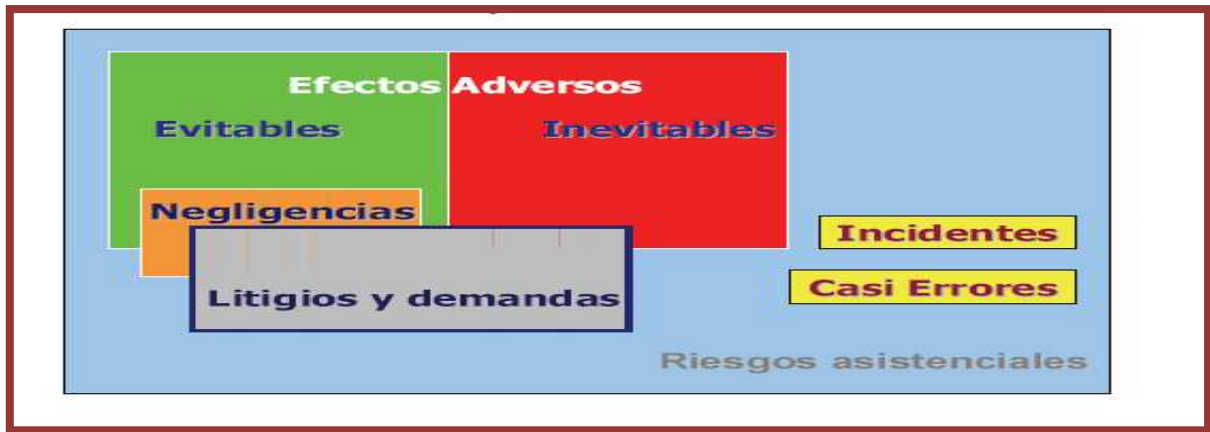 Efectos Adversos
Evitables
Inevitables
Negligencias
Incidentes
Litigios y demandas
Casi Errores
Riesgos asistenciales